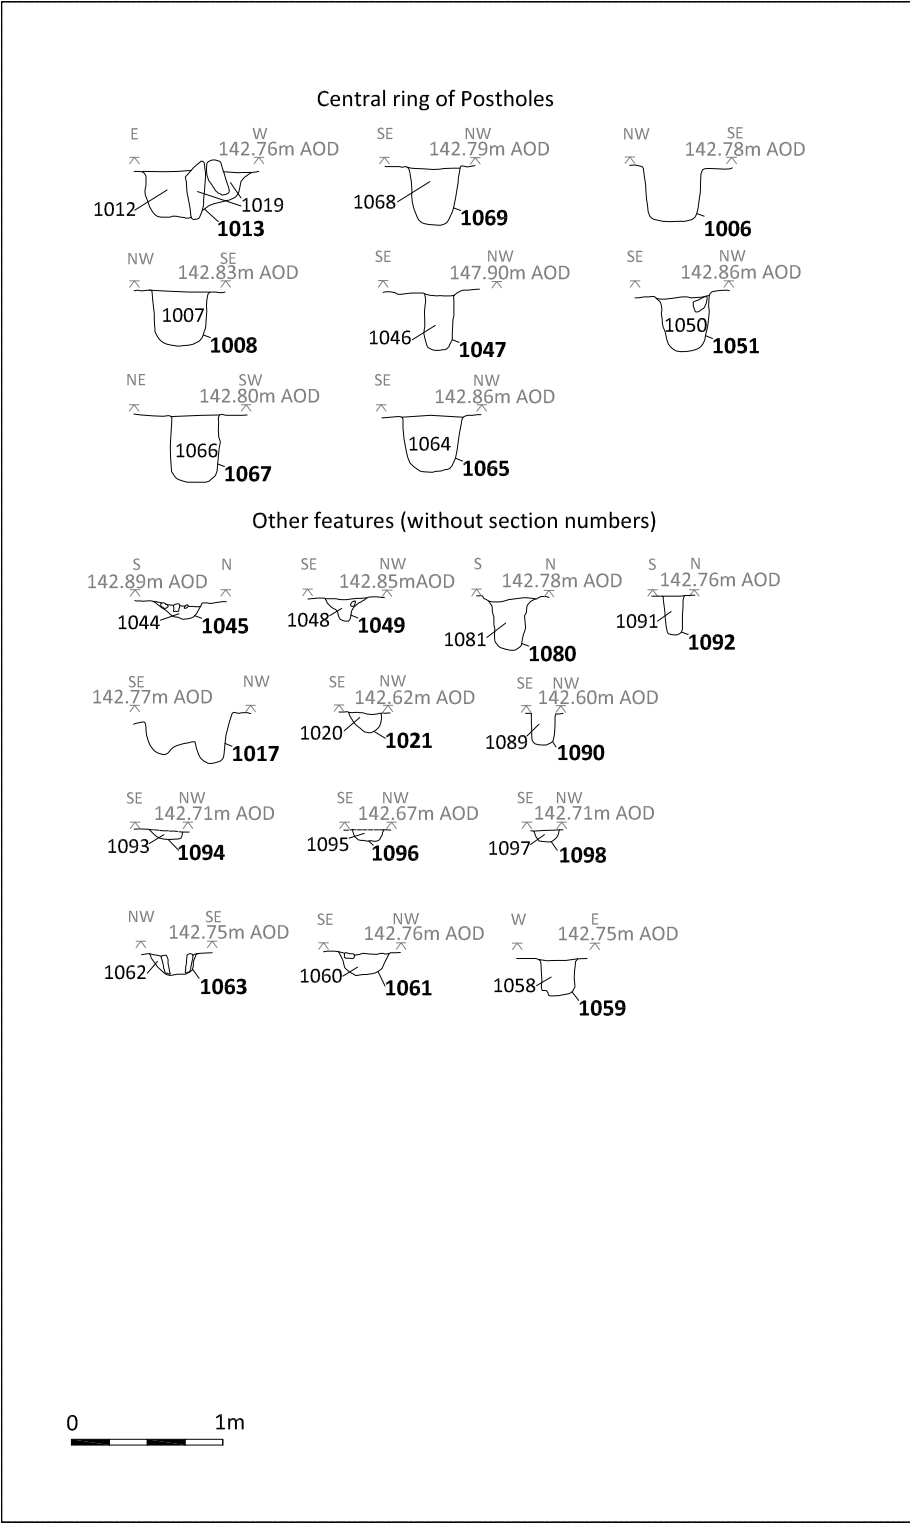 Central ring of Postholes
E W
142.76m AOD
1012 1019
1013
SE NW
142.79m AOD
1068
1069
NW SE
142.78m AOD
1006
NW SE
142.83m AOD
1007
1008
SE NW
147.90m AOD
1046
1047
SE NW
142.86m AOD
1050
1051
NE SW
142.80m AOD
1066
1067
SE NW
142.86m AOD
1064
1065
Other features (without section numbers)
S N
142.89m AOD
1044
1045
SE NW
142.85mAOD
1048
1049
S N
142.78m AOD
1081
1080
S N
142.76m AOD
1091
1092
SE NW
142.77m AOD
1017
SE NW
142.62m AOD
1020
1021
SE NW
142.60m AOD
1089
1090
SE NW
142.71m AOD
1093
1094
SE NW
142.67m AOD
1095
1096
SE NW
142.71m AOD
1097
1098
NW SE
142.75m AOD
1062
1063
SE NW
142.76m AOD
1060
1061
W E
142.75m AOD
1058
1059
0 1m